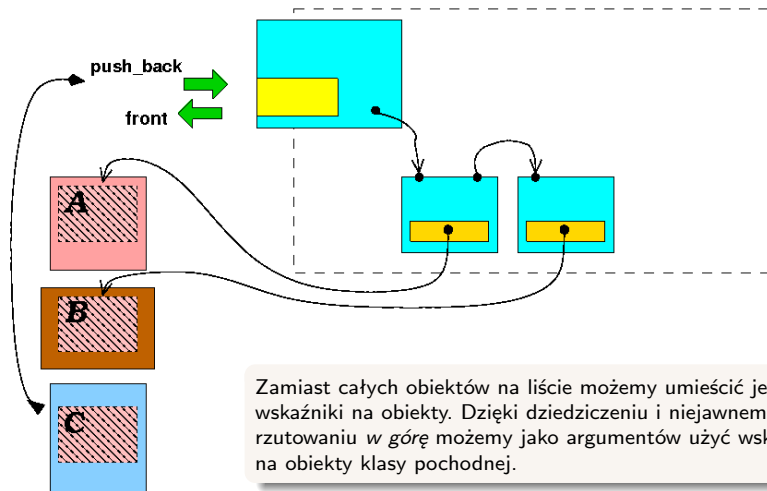 push_back
front
A
B
C
Zamiast całych obiektów na liście możemy umieścić je
wskaźniki na obiekty. Dzięki dziedziczeniu i niejawnem
rzutowaniu w górę możemy jako argumentów użyć wsk
na obiekty klasy pochodnej.